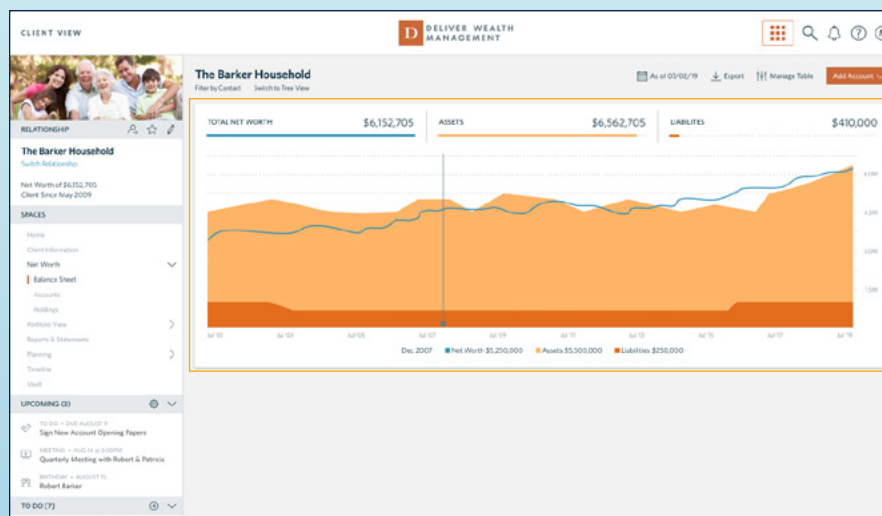 CLIENT VIEW
D DELIVER WEALTH
MANAGEMENT
The Barker Household
Filter by Contact Switch to Tree View
As of 03/02/19 Export Manage Table Add Account
RELATIONSHIP
The Barker Household
Switch Relationship
Net Worth of $6,152,705
Client Since May 2009
SPACES
Home
Client Information
Net Worth
Balance Sheet
Accounts
Holdings
Portfolio View
Reports & Statements
Planning
Timeline
Vault
UPCOMING (3)
TO DO • DUE AUGUST 9
Sign New Account Opening Papers
MEETING • AUG 14 @ 3:00PM
Quarterly Meeting with Robert & Patricia
BIRTHDAY • AUGUST 15
Robert Barker
TO DO [7]
TOTAL NET WORTH $6,152,705
ASSETS $6,562,705
LIABILITES $410,000
6.0M
4.5M
3.0M
1.5M
Jul '01 Jul '03 Jul '05 Jul '07 Jul '09 Jul '11 Jul '13 Jul '15 Jul '17 Jul '19
Dec 2007 Net Worth $5,250,000 Assets $5,500,000 Liabilities $250,000